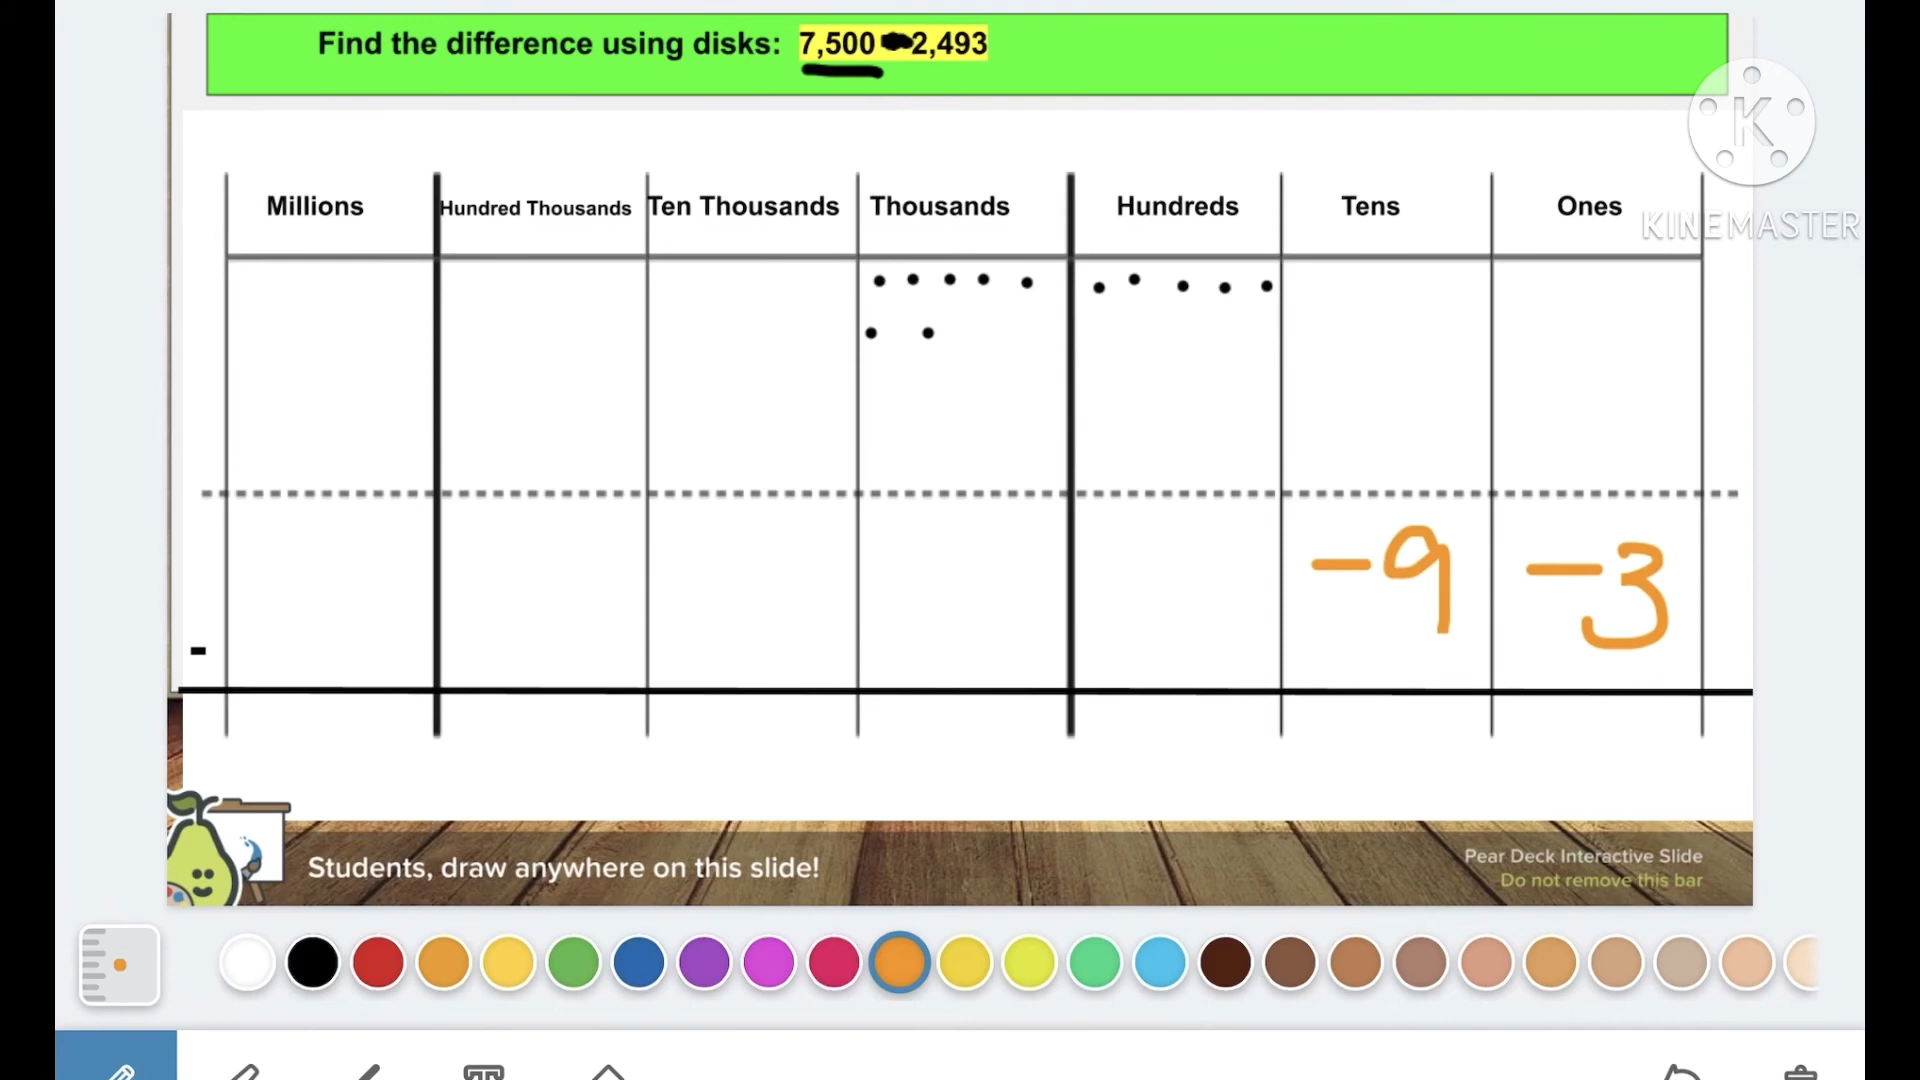 Find the difference using disks: 7,500 - 2,493
K
KINEMASTER
Millions Hundred Thousands Ten Thousands Thousands Hundreds Tens Ones
-9 -3
-
Students, draw anywhere on this slide!
Pear Deck Interactive Slide
Do not remove this bar